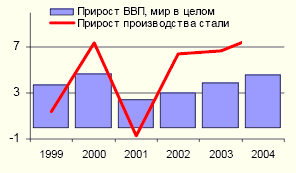 Прирост ВВП, мир в целом
Прирост производства стали
7
3
-1
1999 2000 2001 2002 2003 2004